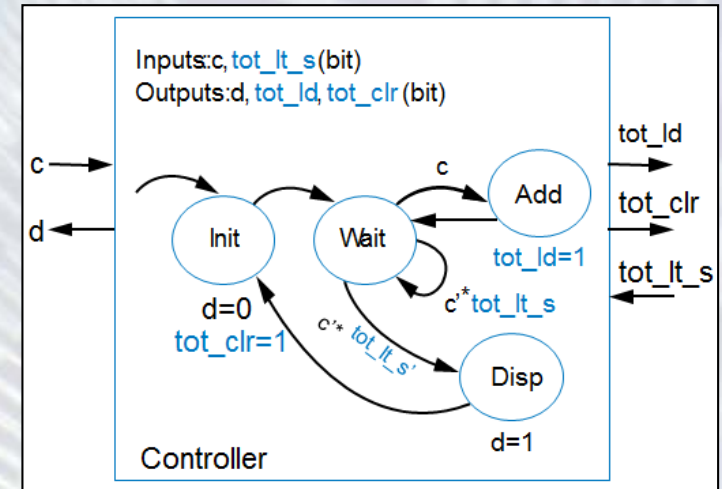 Inputs:c, tot_lt_s(bit)
Outputs:d, tot_ld, tot_clr (bit)
tot_ld
c
c
Add
tot_clr
d
Init
Wait
tot_ld=1
tot_lt_s
d=0
c'*tot_lt_s
tot_clr=1
c'* tot_lt_s'
Disp
d=1
Controller